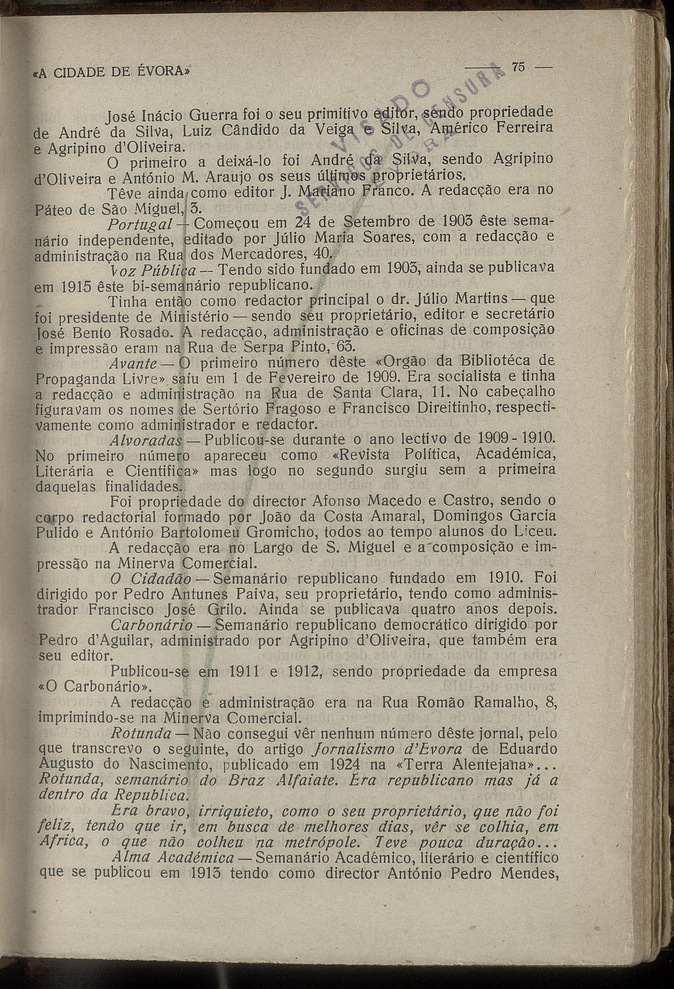 «A CIDADE DE ÉVORA» — 75 —
VISADO
SERVIÇOS DE CENSURA
José Inácio Guerra foi o seu primitivo editor, sendo propriedade
de André da Silva, Luiz Cândido da Veiga e Silva, Américo Ferreira
e Agripino d'Oliveira.
O primeiro a deixá-lo foi André da Silva, sendo Agripino
d'Oliveira e António M. Araujo os seus últimos proprietários.
Têve ainda como editor J. Mariano Franco. A redacção era no
Páteo de São Miguel, 3.
Portugal — Começou em 24 de Setembro de 1903 êste sema-
nário independente, editado por Júlio Maria Soares, com a redacção e
administração na Rua dos Mercadores, 40.
Voz Pública — Tendo sido fundado em 1903, ainda se publicava
em 1915 êste bi-semanário republicano.
Tinha então como redactor principal o dr. Júlio Martins — que
foi presidente de Ministério — sendo seu proprietário, editor e secretário
José Bento Rosado. A redacção, administração e oficinas de composição
e impressão eram na Rua de Serpa Pinto, 63.
Avante — O primeiro número dêste «Orgão da Bibliotéca de
Propaganda Livre» saíu em 1 de Fevereiro de 1909. Era socialista e tinha
a redacção e administração na Rua de Santa Clara, 11. No cabeçalho
figuravam os nomes de Sertório Fragoso e Francisco Direitinho, respecti-
vamente como administrador e redactor.
Alvoradas — Publicou-se durante o ano lectivo de 1909-1910.
No primeiro número apareceu como «Revista Política, Académica,
Literária e Cientifica» mas logo no segundo surgiu sem a primeira
daquelas finalidades.
Foi propriedade do director Afonso Macedo e Castro, sendo o
corpo redactorial formado por João da Costa Amaral, Domingos Garcia
Pulido e António Bartolomeu Gromicho, todos ao tempo alunos do Liceu.
A redacção era no Largo de S. Miguel e a composição e im-
pressão na Minerva Comercial.
O Cidadão — Semanário republicano fundado em 1910. Foi
dirigido por Pedro Antunes Paiva, seu proprietário, tendo como adminis-
trador Francisco José Grilo. Ainda se publicava quatro anos depois.
Carbonário — Semanário republicano democrático dirigido por
Pedro d'Aguilar, administrado por Agripino d'Oliveira, que também era
seu editor.
Publicou-se em 1911 e 1912, sendo propriedade da empresa
«O Carbonário».
A redacção e administração era na Rua Romão Ramalho, 8,
imprimindo-se na Minerva Comercial.
Rotunda — Não consegui vêr nenhum número dêste jornal, pelo
que transcrevo o seguinte, do artigo Jornalismo d'Evora de Eduardo
Augusto do Nascimento, publicado em 1924 na «Terra Alentejana»...
Rotunda, semanário do Braz Alfaiate. Era republicano mas já a
dentro da Republica.
Era bravo, irriquieto, como o seu proprietário, que não foi
feliz, tendo que ir, em busca de melhores dias, vêr se colhia, em
Africa, o que não colheu na metrópole. Teve pouca duração...
Alma Académica — Semanário Académico, literário e científico
que se publicou em 1913 tendo como director António Pedro Mendes,